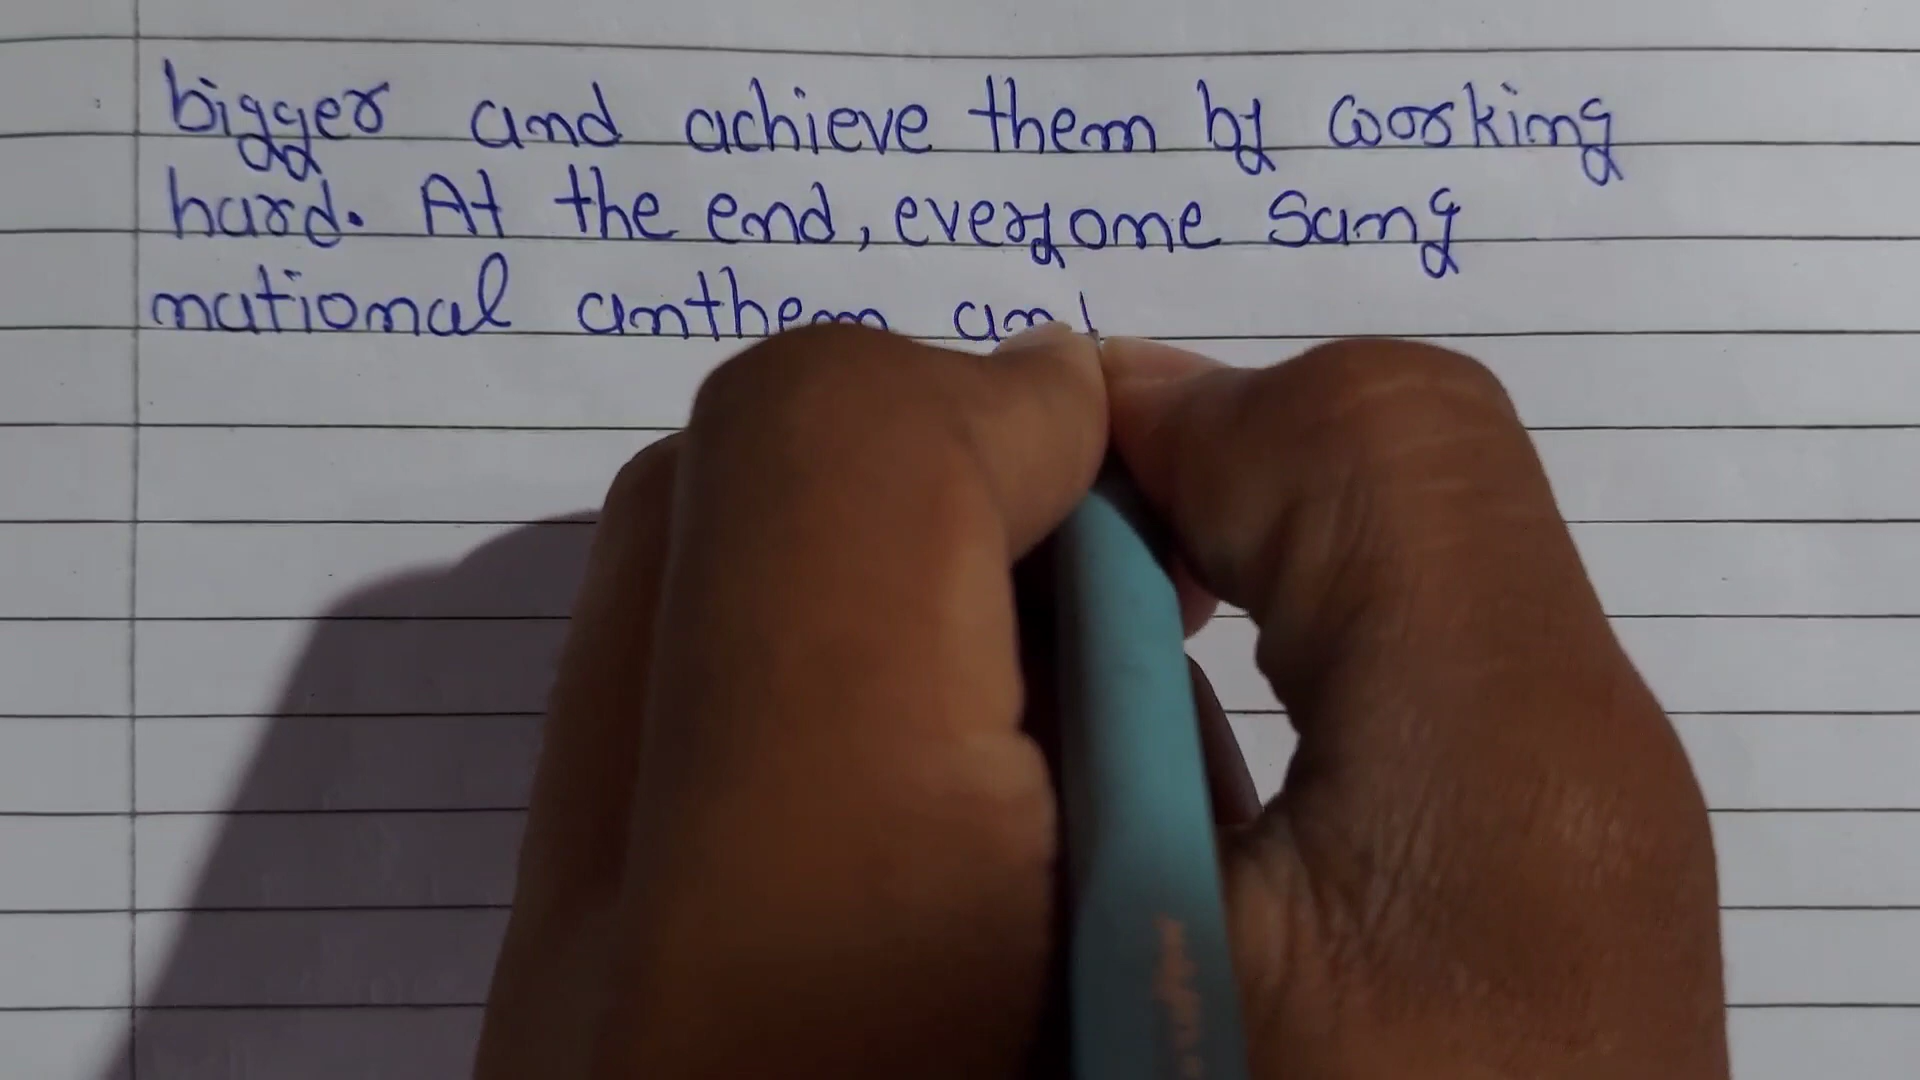 bigger and achieve them by working
hard. At the end, everyone sang
national anthem